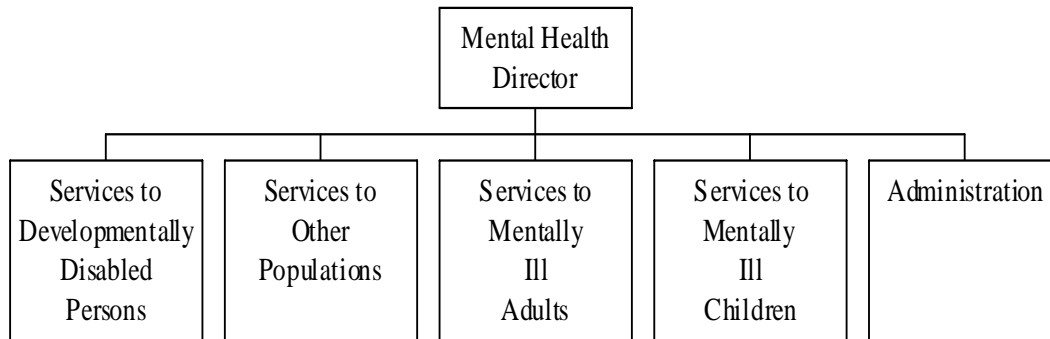 Mental Health
Director
Services to
Developmentally
Disabled
Persons
Services to
Other
Populations
Services to
Mentally
Ill
Adults
Services to
Mentally
Ill
Children
Administration